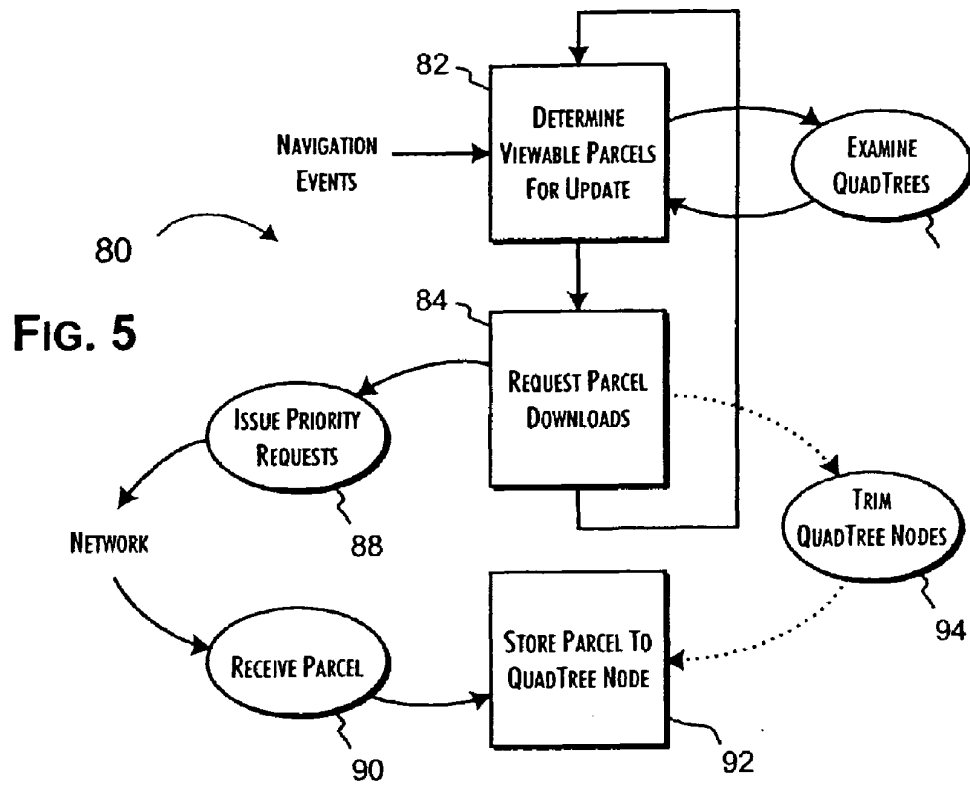 82
DETERMINE
VIEWABLE PARCELS
FOR UPDATE
NAVIGATION
EVENTS
EXAMINE
QUADTREES
80
84
FIG. 5
REQUEST PARCEL
DOWNLOADS
ISSUE PRIORITY
REQUESTS
88
TRIM
QUADTREE NODES
94
NETWORK
STORE PARCEL TO
QUADTREE NODE
RECEIVE PARCEL
90
92